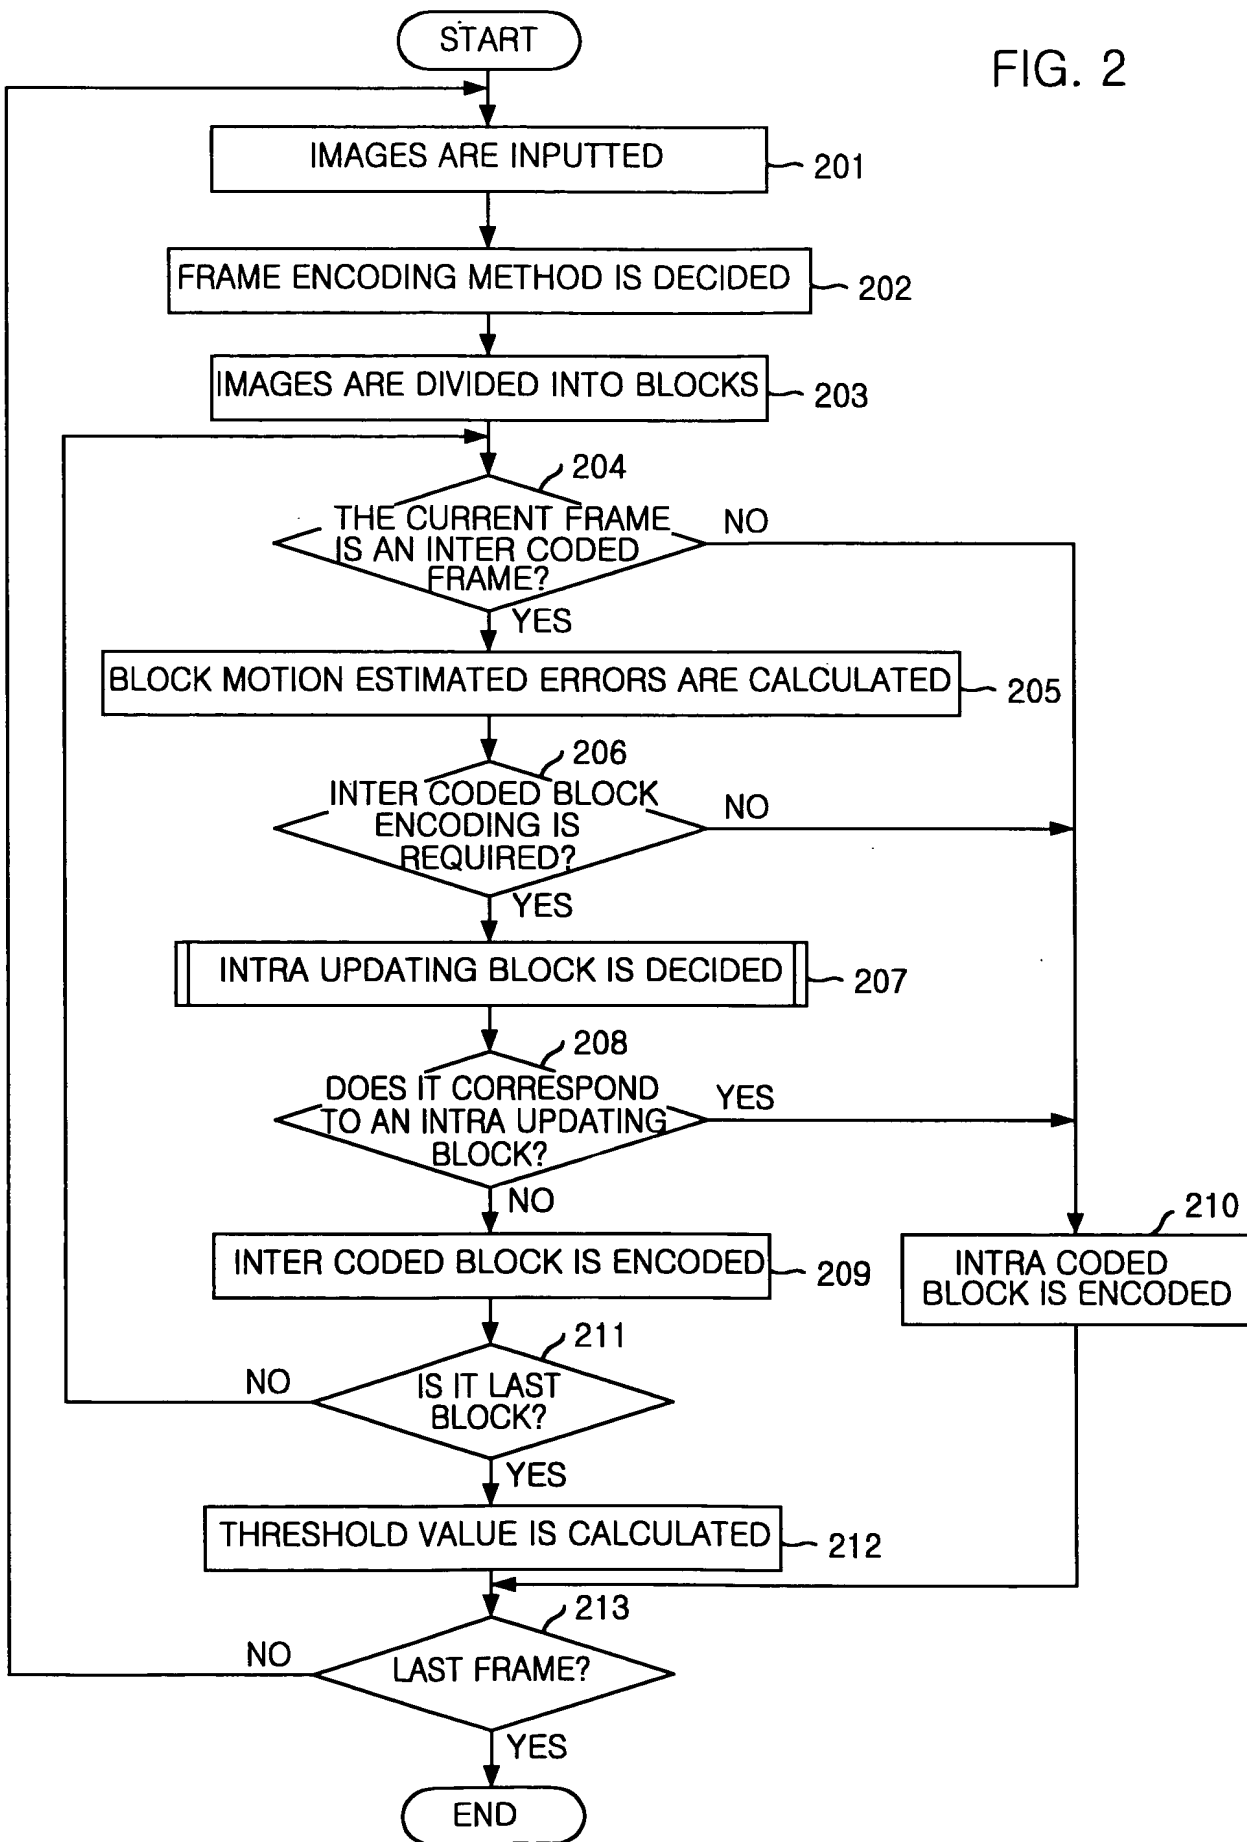 START
FIG. 2
IMAGES ARE INPUTTED
201
FRAME ENCODING METHOD IS DECIDED
202
IMAGES ARE DIVIDED INTO BLOCKS
203
204
THE CURRENT FRAME
IS AN INTER CODED
FRAME?
NO
YES
BLOCK MOTION ESTIMATED ERRORS ARE CALCULATED
205
206
INTER CODED BLOCK
ENCODING IS
REQUIRED?
NO
YES
INTRA UPDATING BLOCK IS DECIDED
207
208
DOES IT CORRESPOND
TO AN INTRA UPDATING
BLOCK?
YES
NO
210
INTER CODED BLOCK IS ENCODED
209
INTRA CODED
BLOCK IS ENCODED
211
IS IT LAST
BLOCK?
NO
YES
THRESHOLD VALUE IS CALCULATED
212
213
LAST FRAME?
NO
YES
END